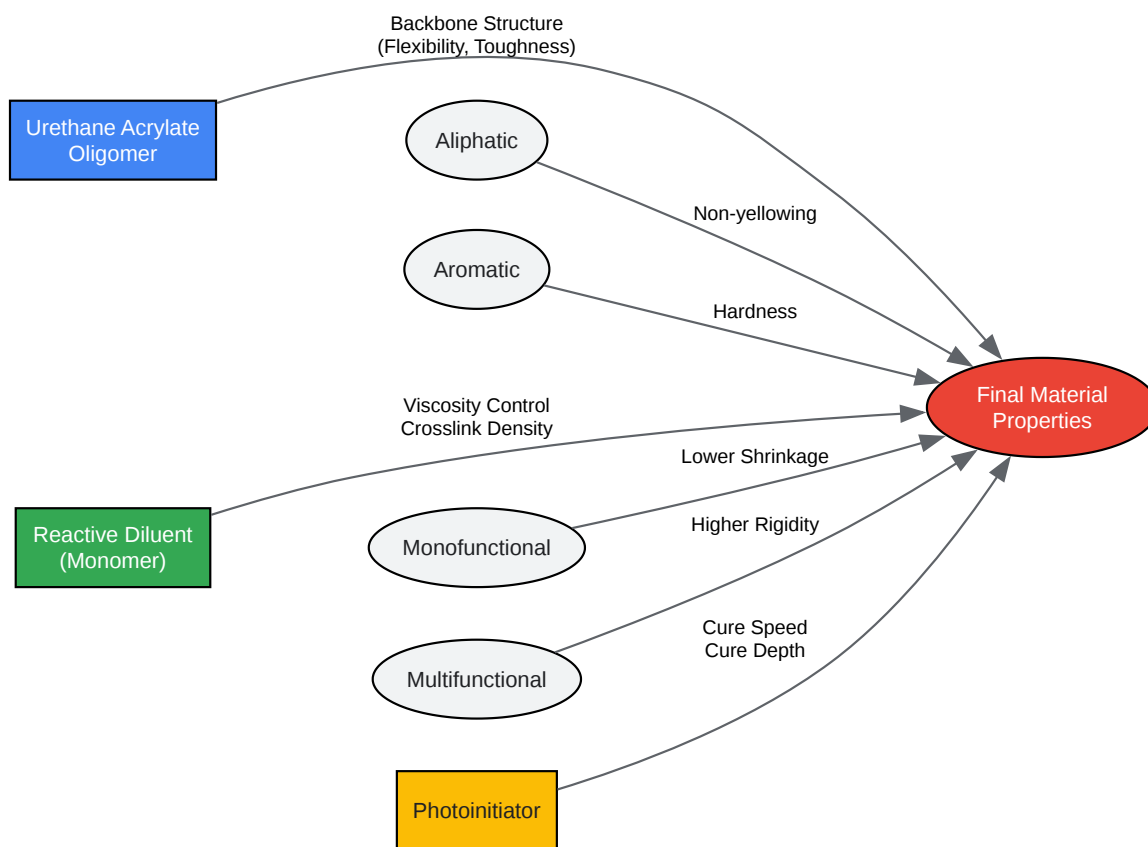 Backbone Structure
(Flexibility, Toughness)
Urethane Acrylate
Oligomer
Aliphatic
Non-yellowing
Aromatic
Hardness
Final Material
Properties
Viscosity Control
Crosslink Density
Lower Shrinkage
Higher Rigidity
Reactive Diluent
(Monomer)
Monofunctional
Cure Speed
Cure Depth
Multifunctional
Photoinitiator